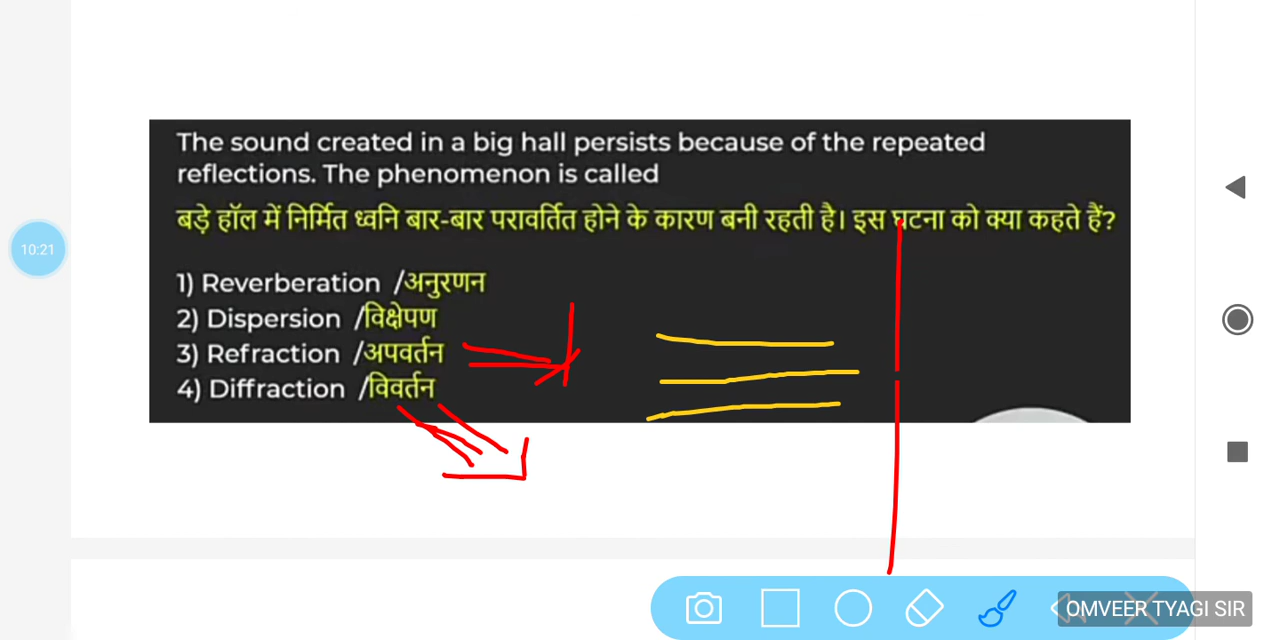 The sound created in a big hall persists because of the repeated
reflections. The phenomenon is called
बड़े हॉल में निर्मित ध्वनि बार-बार परावर्तित होने के कारण बनी रहती है। इस घटना को क्या कहते हैं?
1) Reverberation /अनुरणन
2) Dispersion /विक्षेपण
3) Refraction /अपवर्तन
4) Diffraction /विवर्तन
10:21
OMVEER TYAGI SIR